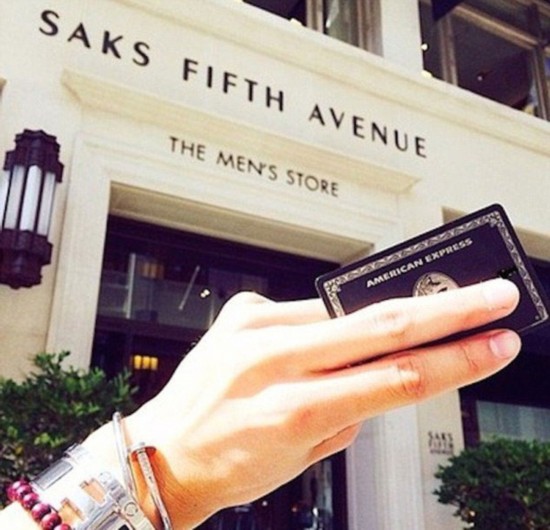 SAKS FIFTH AVENUE
THE MEN'S STORE
AMERICAN EXPRESS
SAKS
FIFTH
AVENUE